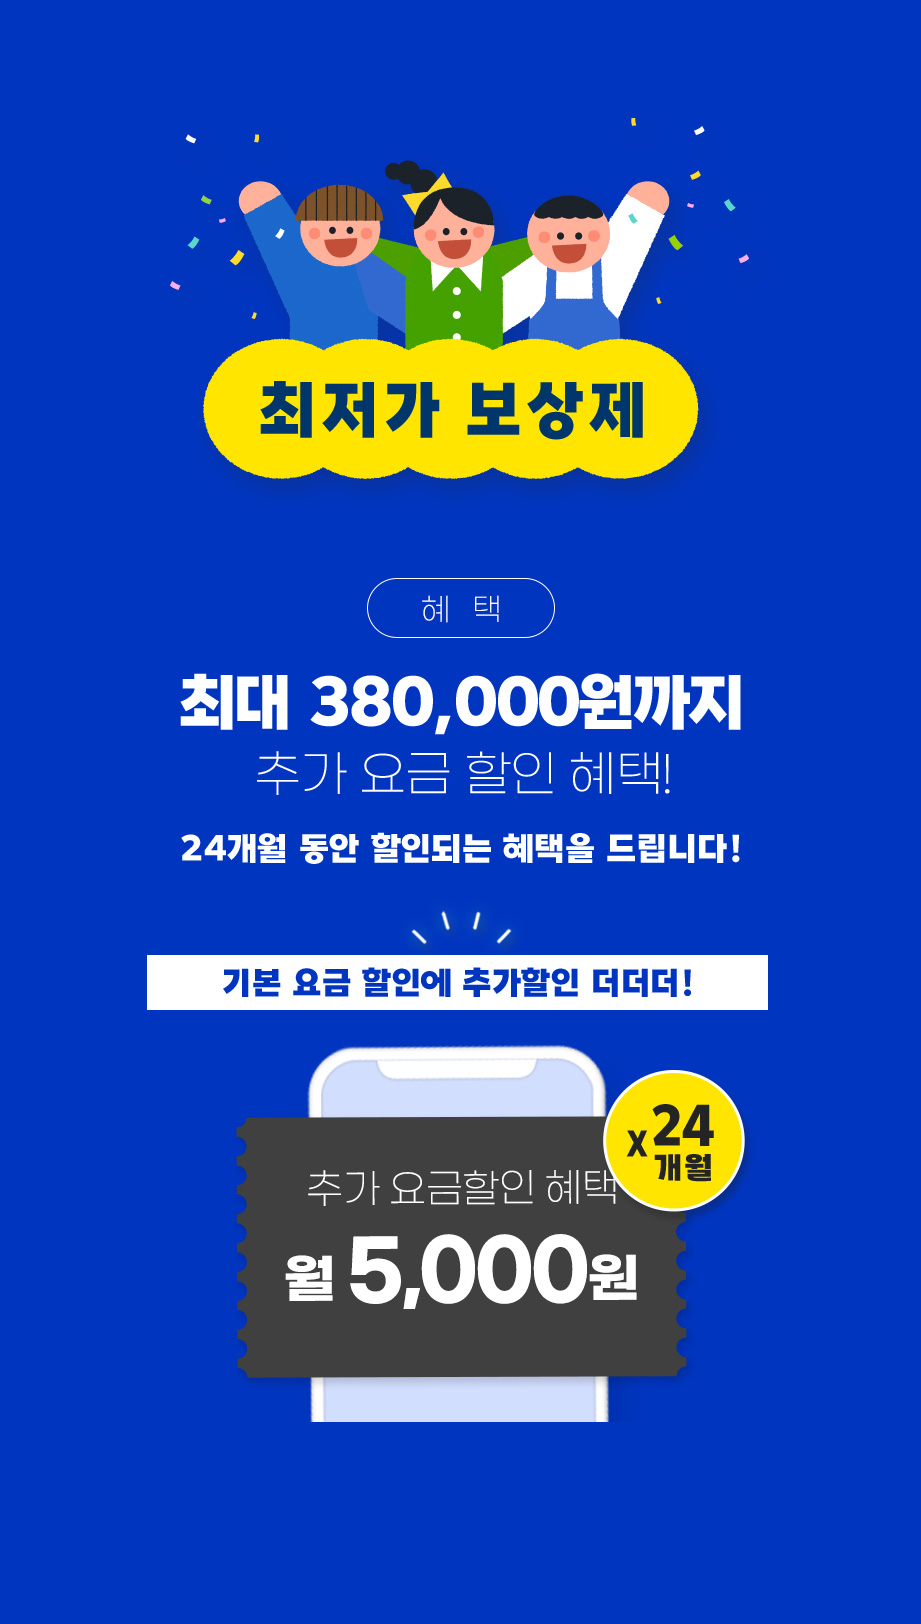 최저가 보상제
혜 택
최대 380,000원까지
추가 요금 할인 혜택!
24개월 동안 할인되는 혜택을 드립니다!
기본 요금 할인에 추가할인 더더더!
x24
개월
추가 요금할인 혜택
월 5,000원